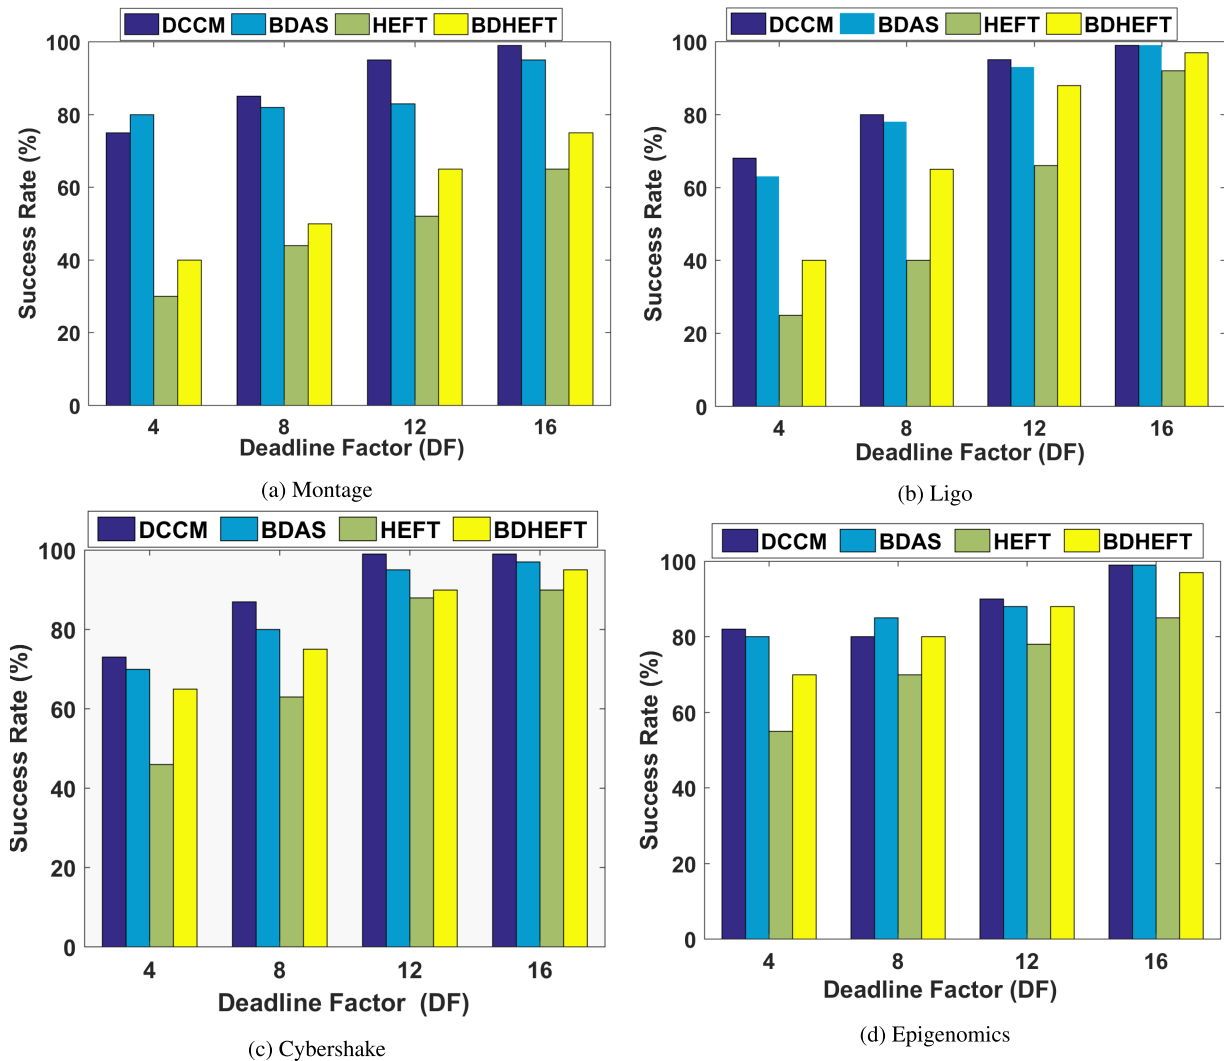 DCCM BDAS HEFT BDHEFT
100
80
60
40
20
0
Success Rate (%)
4 8 12 16
Deadline Factor (DF)
(a) Montage
DCCM BDAS HEFT BDHEFT
100
80
60
40
20
0
Success Rate (%)
4 8 12 16
Deadline Factor (DF)
(b) Ligo
DCCM BDAS HEFT BDHEFT
100
80
60
40
20
0
Success Rate (%)
4 8 12 16
Deadline Factor (DF)
(c) Cybershake
DCCM BDAS HEFT BDHEFT
100
80
60
40
20
0
Success Rate (%)
4 8 12 16
Deadline Factor (DF)
(d) Epigenomics